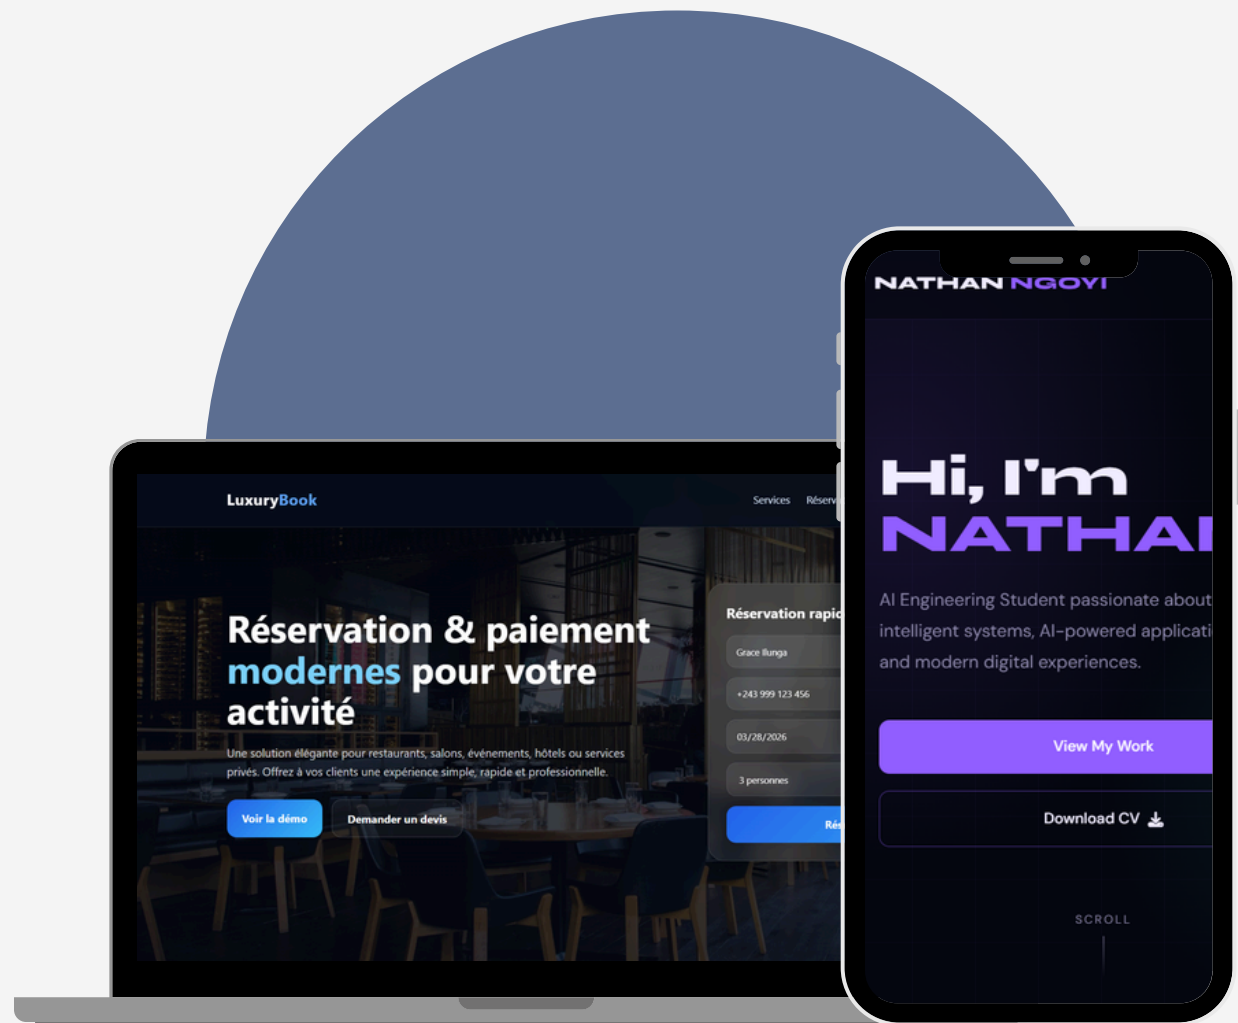 LuxuryBook
Services
Réservation & paiement
modernes pour votre
activité
Une solution élégante pour restaurants, salons, événements, hôtels ou services
privés. Offrez à vos clients une expérience simple, rapide et professionnelle.
Voir la démo
Demander un devis
Réservation
Grace Ilunga
+243 999 123 456
03/28/2026
3 personnes
NATHAN NGOYI
Hi, I'm
AI Engineering Student passionate about
intelligent systems, AI-powered
and modern digital experiences.
View My Work
Download CV
SCROLL